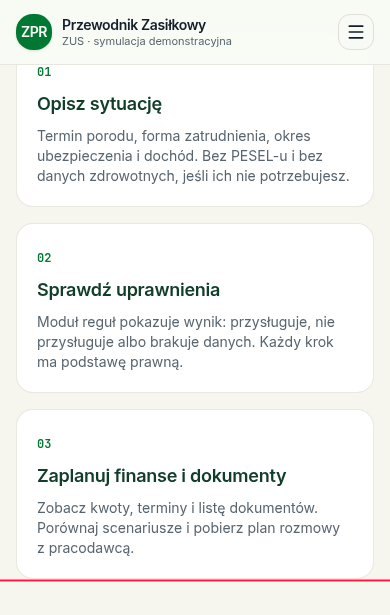 ZPR
Przewodnik Zasiłkowy
ZUS · symulacja demonstracyjna
01
Opisz sytuację
Termin porodu, forma zatrudnienia, okres
ubezpieczenia i dochód. Bez PESEL-u i bez
danych zdrowotnych, jeśli ich nie potrzebujesz.
02
Sprawdź uprawnienia
Moduł reguł pokazuje wynik: przysługuje, nie
przysługuje albo brakuje danych. Każdy krok
ma podstawę prawną.
03
Zaplanuj finanse i dokumenty
Zobacz kwoty, terminy i listę dokumentów.
Porównaj scenariusze i pobierz plan rozmowy
z pracodawcą.